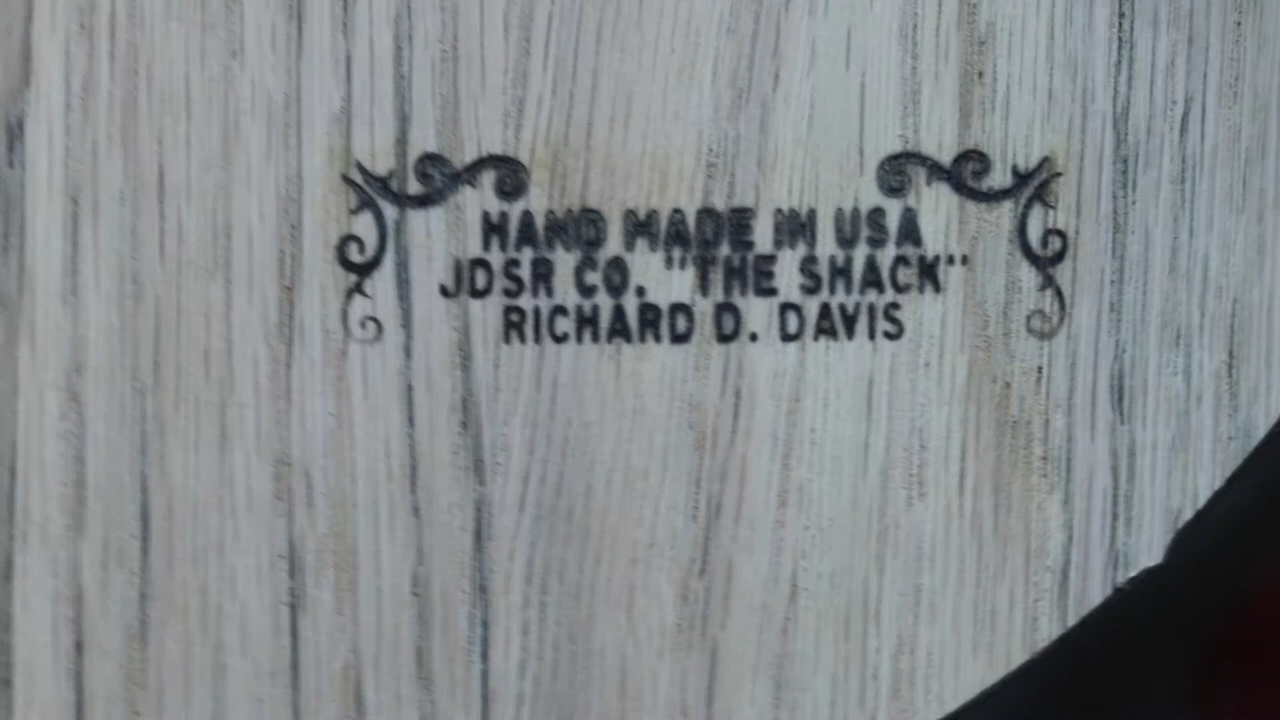 HAND MADE IN USA
JDSR CO. "THE SHACK"
RICHARD D. DAVIS